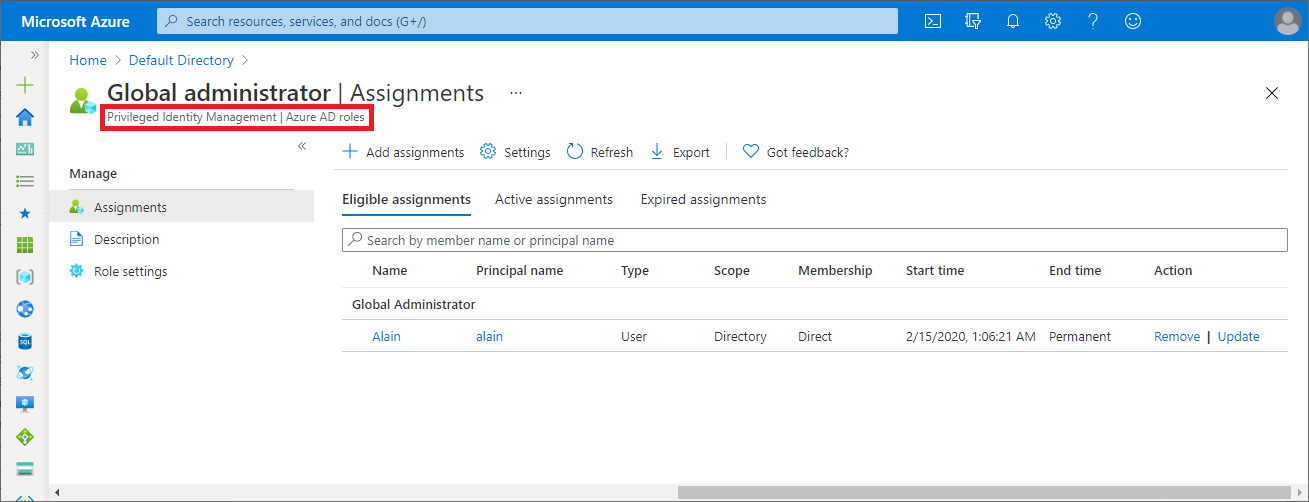 Microsoft Azure
Search resources, services, and docs (G+/)
Home > Default Directory >
Global administrator | Assignments ...
Privileged Identity Management | Azure AD roles
Manage
Assignments
Description
Role settings
Add assignments Settings Refresh Export Got feedback?
Eligible assignments Active assignments Expired assignments
Search by member name or principal name
Name Principal name Type Scope Membership Start time End time Action
Global Administrator
Alain alain User Directory Direct 2/15/2020, 1:06:21 AM Permanent Remove | Update
SQL